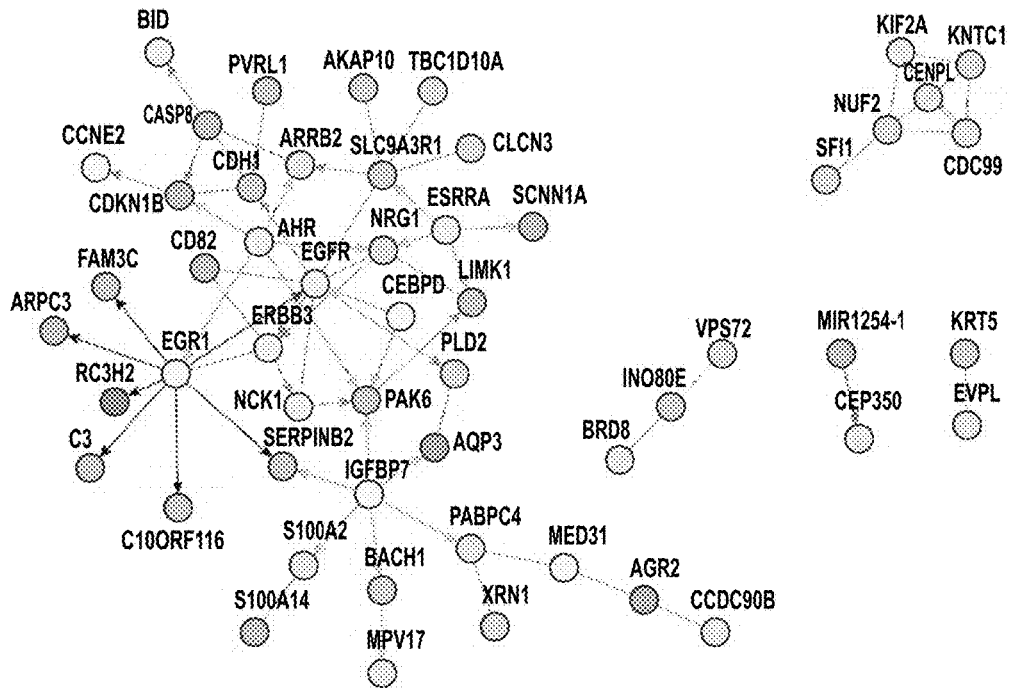 BID
KIF2A
KNTC1
PVRL1
AKAP10
TBC1D10A
CENPL
CASP8
NUF2
CCNE2
ARRB2
SLC9A3R1
CLCN3
SFI1
CDC99
CDH1
CDKN1B
ESRRA
SCNN1A
AHR
NRG1
CD82
EGFR
FAM3C
CEBPD
LIMK1
ARPC3
ERBB3
VPS72
MIR1254-1
KRT5
EGR1
PLD2
RC3H2
INO80E
NCK1
PAK6
CEP350
EVPL
C3
SERPINB2
AQP3
BRD8
IGFBP7
C10ORF116
S100A2
PABPC4
MED31
BACH1
AGR2
S100A14
XRN1
CCDC90B
MPV17